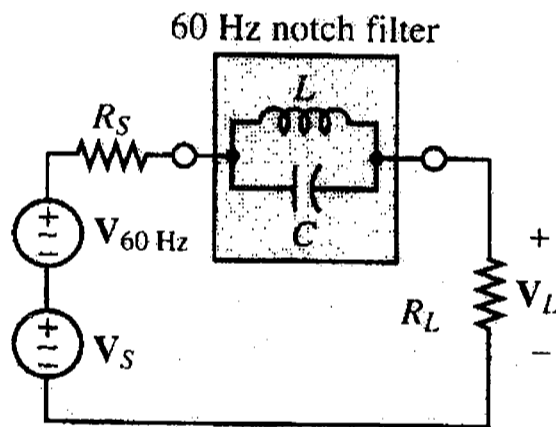 60 Hz notch filter
L
R_S
C
+
~
−
V_60 Hz
+
V_L
−
R_L
+
~
−
V_S